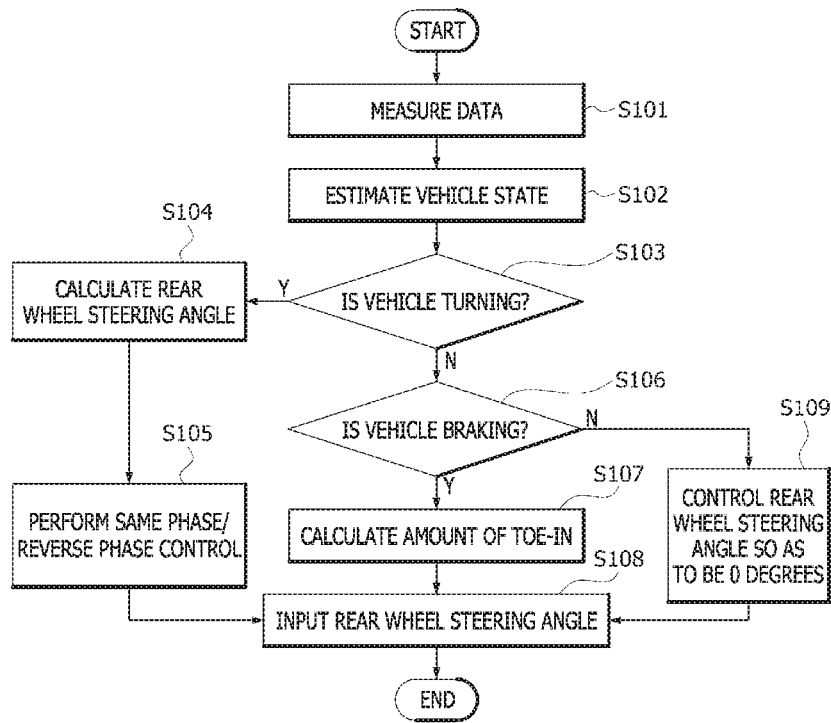 START
MEASURE DATA
S101
ESTIMATE VEHICLE STATE
S102
S104
S103
CALCULATE REAR
WHEEL STEERING ANGLE
Y
IS VEHICLE TURNING?
N
S106
S109
IS VEHICLE BRAKING?
N
S105
Y
S107
PERFORM SAME PHASE/
REVERSE PHASE CONTROL
CALCULATE AMOUNT OF TOE-IN
CONTROL REAR
WHEEL STEERING
ANGLE SO AS
TO BE 0 DEGREES
S108
INPUT REAR WHEEL STEERING ANGLE
END